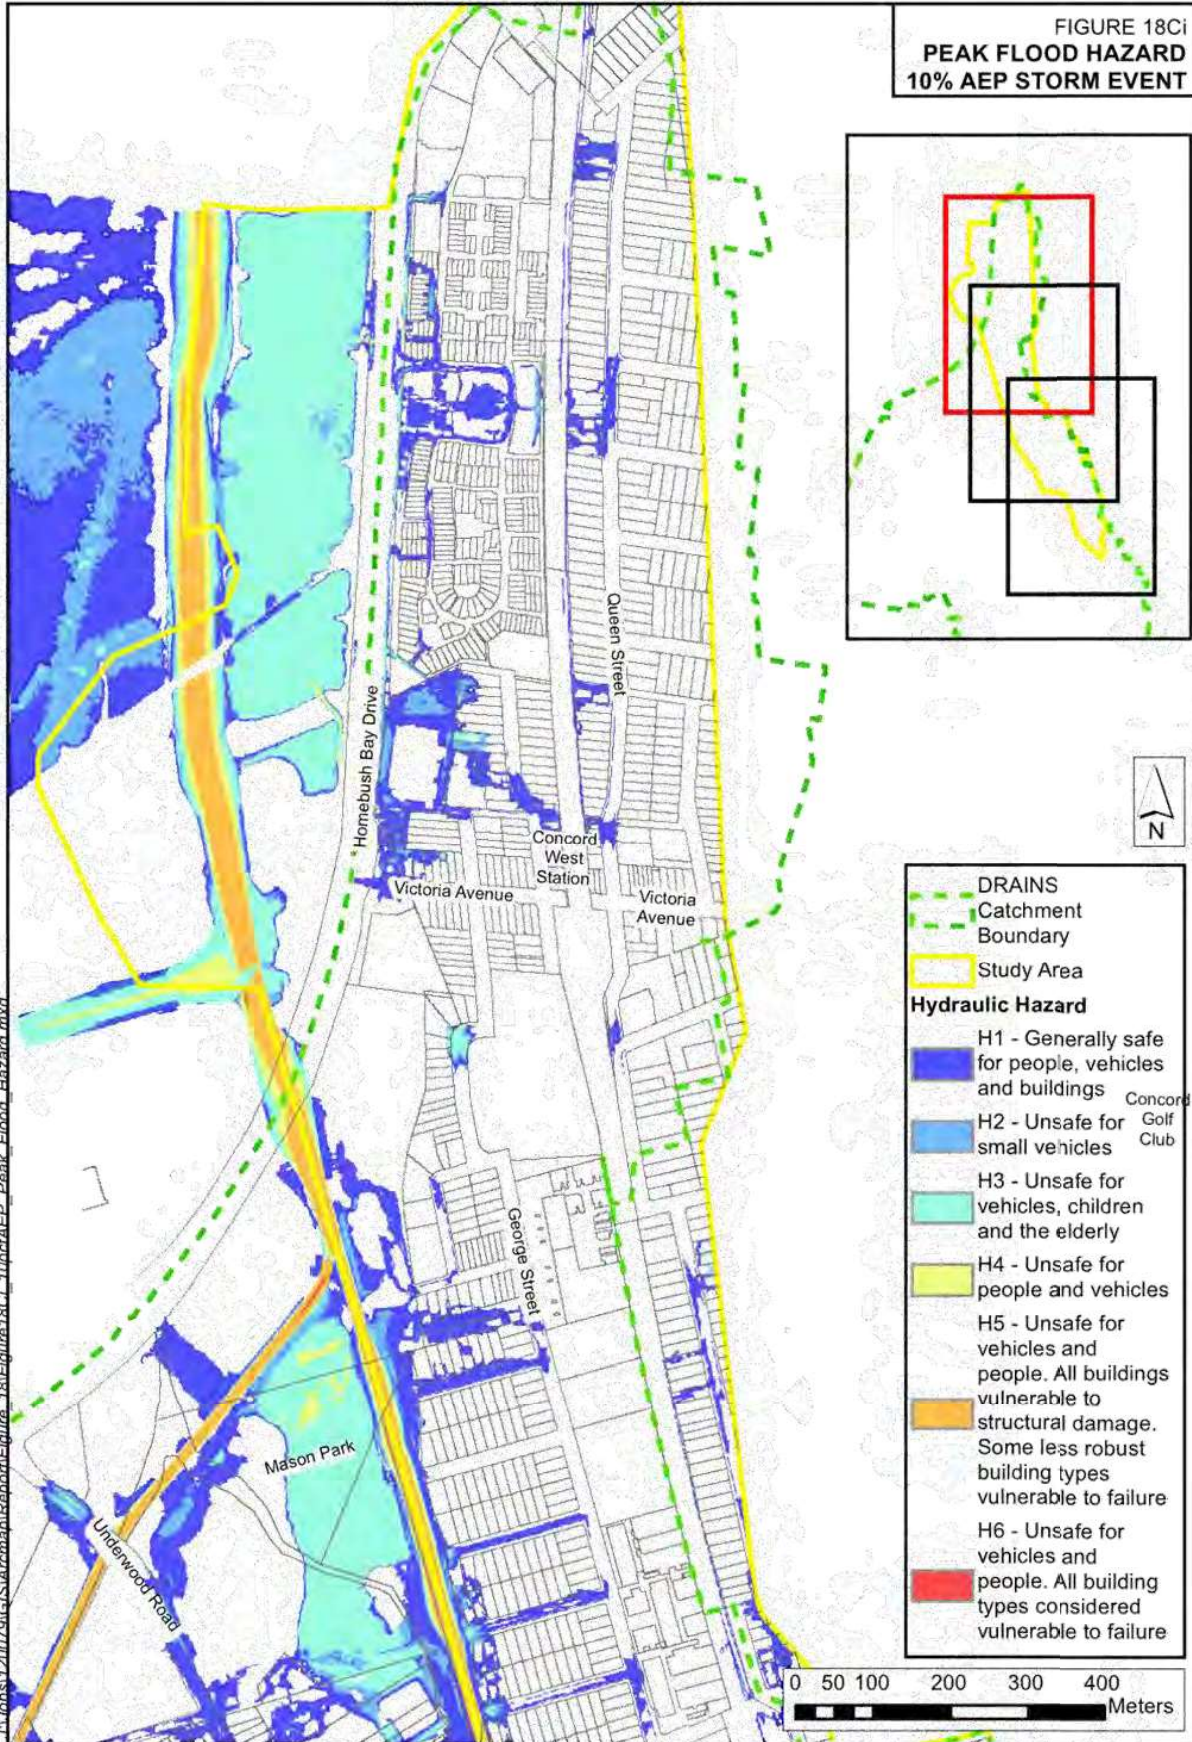 FIGURE 18Ci
PEAK FLOOD HAZARD
10% AEP STORM EVENT
N
Homebush Bay Drive
Queen Street
Concord
West
Station
Victoria Avenue
Victoria
Avenue
George Street
Mason Park
Underwood Road
Concord
Golf
Club
DRAINS
Catchment
Boundary
Study Area
Hydraulic Hazard
H1 - Generally safe
for people, vehicles
and buildings
H2 - Unsafe for
small vehicles
H3 - Unsafe for
vehicles, children
and the elderly
H4 - Unsafe for
people and vehicles
H5 - Unsafe for
vehicles and
people. All buildings
vulnerable to
structural damage.
Some less robust
building types
vulnerable to failure
H6 - Unsafe for
vehicles and
people. All building
types considered
vulnerable to failure
0 50 100 200 300 400
Meters